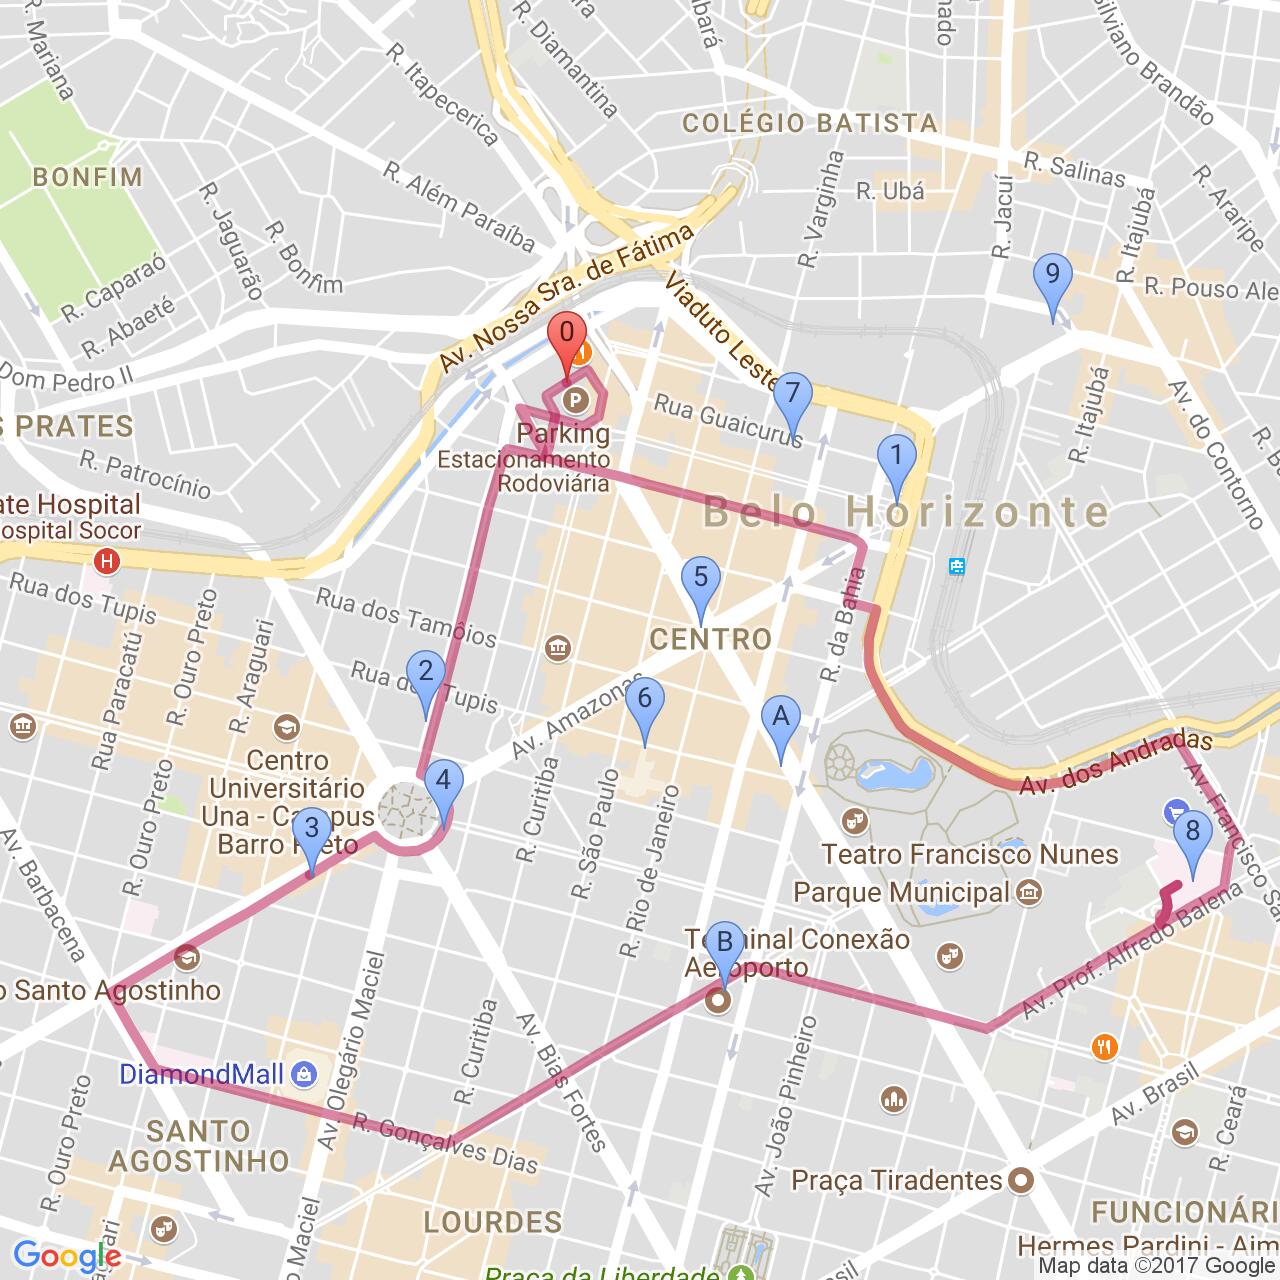 R. Mariana
R. Diamantina
abará
nado
Silviano Brandão
R. Itapecerica
COLÉGIO BATISTA
R. Salinas
R. Araripe
BONFIM
R. Além Paraíba
R. Varginha
R. Ubá
R. Jacuí
R. Itajubá
R. Jaguarão
R. Bonfim
R. Caparaó
R. Abaeté
Av. Nossa Sra. de Fátima
Viaduto Leste
9
R. Pouso Ale
0
Dom Pedro II
7
Rua Guaicurus
R. Itajubá
Av. do Contorno
S PRATES
P
Parking
Estacionamento
Rodoviária
1
R. Patrocínio
ate Hospital
ospital Socor
H
Belo Horizonte
Rua dos Tupis
Rua dos Tamóios
5
CENTRO
R. da Bahia
R. Ouro Preto
R. Araguari
Rua Paracatú
2
Tupis
6
A
Av. Amazonas
Av. dos Andradas
Centro
Universitário
Una - Campus
Barro Preto
4
3
R. Ouro Preto
R. Curitiba
R. São Paulo
R. Rio de Janeiro
Av. Francisco Sa
8
Teatro Francisco Nunes
Parque Municipal
Av. Barbacena
Av. Prof. Alfredo Balena
B
Terminal Conexão
Aeroporto
o Santo Agostinho
Av. Olegário Maciel
R. Curitiba
Av. Bias Fortes
Av. João Pinheiro
DiamondMall
R. Ouro Preto
R. Gonçalves Dias
Av. Brasil
R. Ceará
SANTO
AGOSTINHO
Praça Tiradentes
LOURDES
FUNCIONÁRI
Hermes Pardini - Aim
Maciel
raguari
Praça da Liberdade
Google
Map data ©2017 Google